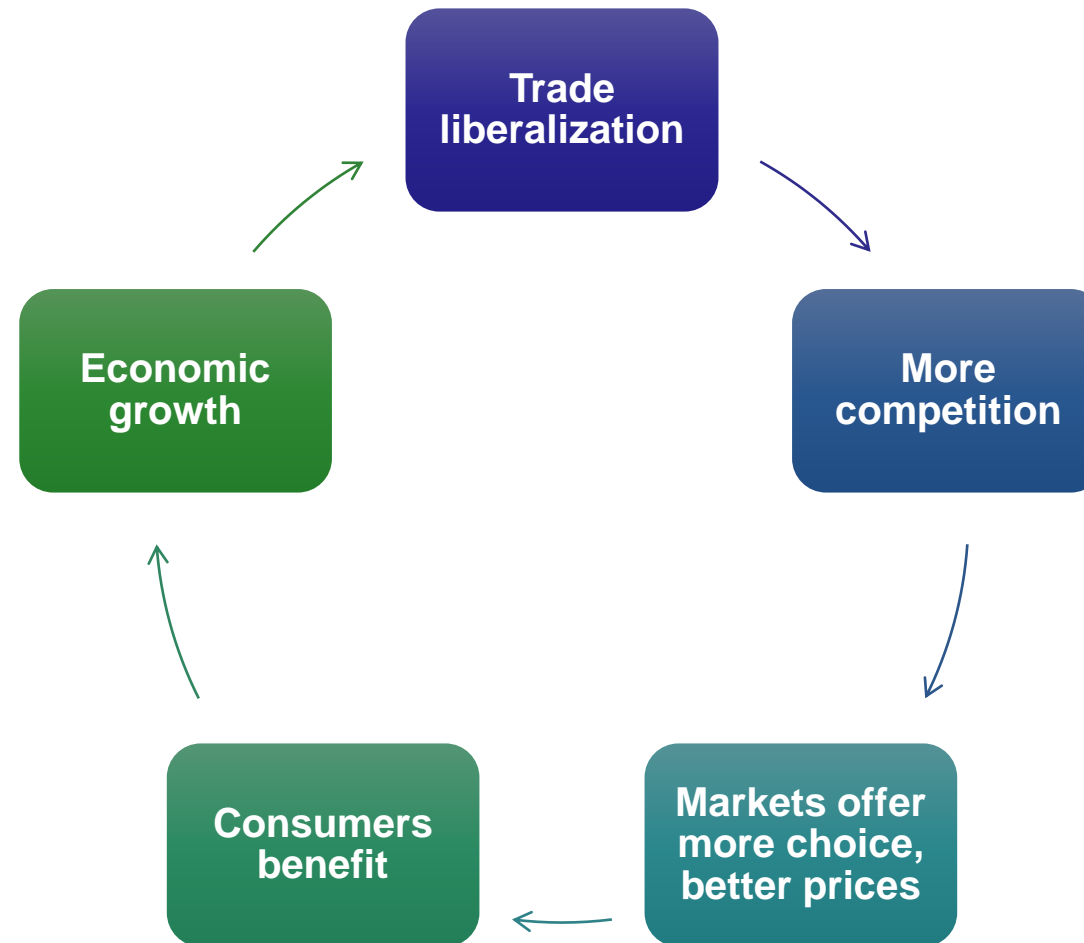 Trade
liberalization
More
competition
Markets offer
more choice,
better prices
Consumers
benefit
Economic
growth